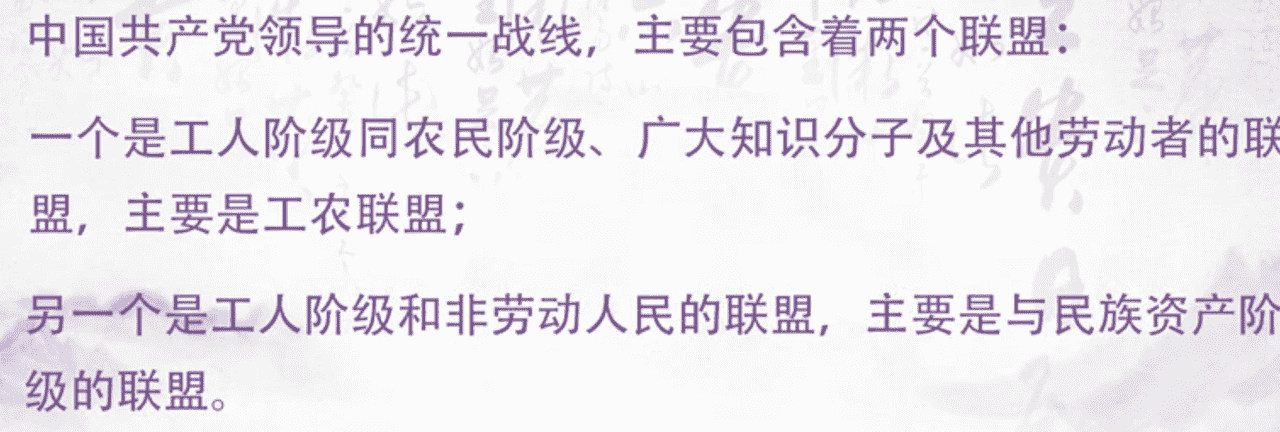 中国共产党领导的统一战线，主要包含着两个联盟：
一个是工人阶级同农民阶级、广大知识分子及其他劳动者的联
盟，主要是工农联盟；
另一个是工人阶级和非劳动人民的联盟，主要是与民族资产阶
级的联盟。